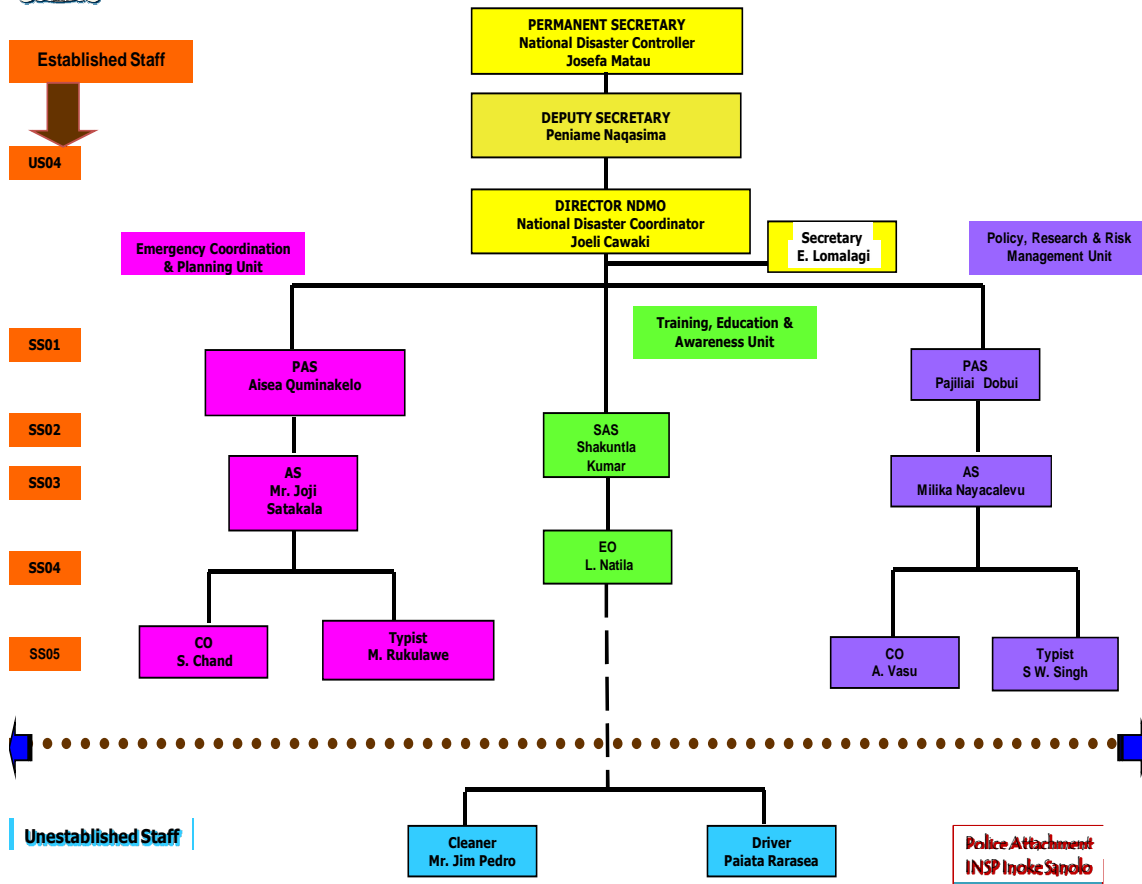 PERMANENT SECRETARY
National Disaster Controller
Josefa Matau
Established Staff
DEPUTY SECRETARY
Peniame Naqasima
US04
DIRECTOR NDMO
National Disaster Coordinator
Joeli Cawaki
Secretary
E. Lomalagi
Emergency Coordination
& Planning Unit
Policy, Research & Risk
Management Unit
Training, Education &
Awareness Unit
SS01
PAS
Aisea Quminakelo
PAS
Pajiliai Dobui
SS02
SAS
Shakuntla
Kumar
SS03
AS
Mr. Joji
Satakala
AS
Milika Nayacalevu
SS04
EO
L. Natila
SS05
CO
S. Chand
Typist
M. Rukulawe
CO
A. Vasu
Typist
S W. Singh
Unestablished Staff
Cleaner
Mr. Jim Pedro
Driver
Paiata Rarasea
Police Attachment
INSP Inoke Sanolo